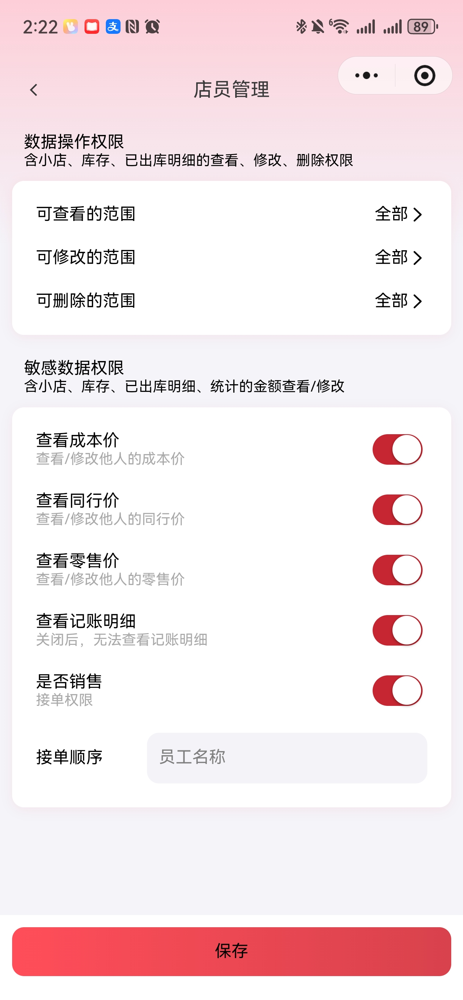 2:22 支 6 89
店员管理
数据操作权限
含小店、库存、已出库明细的查看、修改、删除权限
可查看的范围 全部
可修改的范围 全部
可删除的范围 全部
敏感数据权限
含小店、库存、已出库明细、统计的金额查看/修改
查看成本价
查看/修改他人的成本价
查看同行价
查看/修改他人的同行价
查看零售价
查看/修改他人的零售价
查看记账明细
关闭后，无法查看记账明细
是否销售
接单权限
接单顺序 员工名称
保存